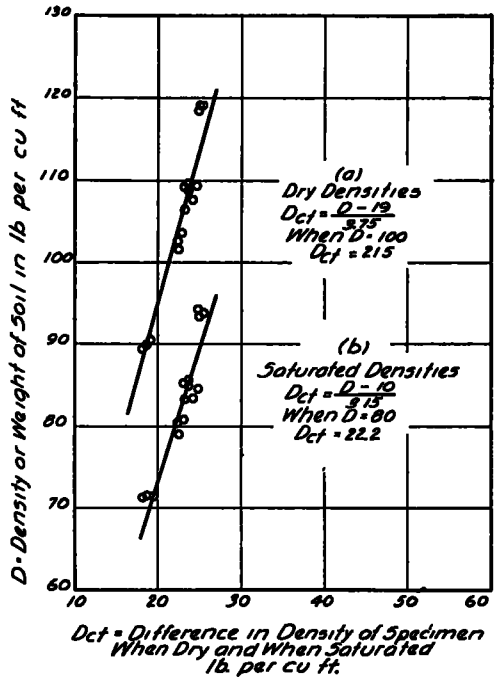 130
120
110
100
90
80
70
60
10
20
30
40
50
60
D = Density or Weight of Soil in lb per cu ft
(a)
Dry Densities
Dct = D - 19
3.75
When D = 100
Dct = 21.5
(b)
Saturated Densities
Dct = D - 10
3.15
When D = 80
Dct = 22.2
Dct = Difference in Density of Specimen
When Dry and When Saturated
lb. per cu ft.